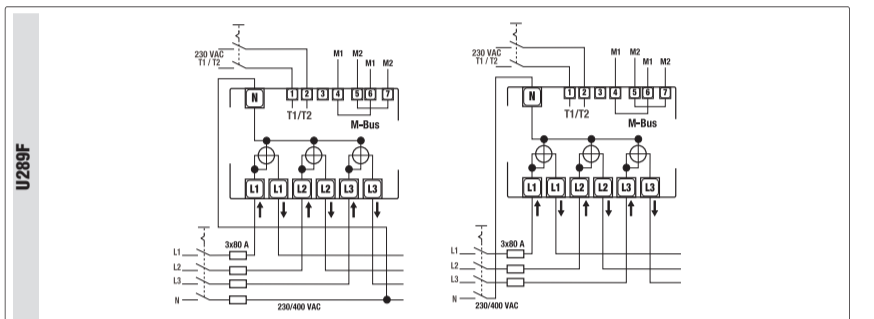 U289F
230 VAC
T1 / T2
M1 M2
M1 M2
N 1 2 3 4 5 6 7
T1/T2
M-Bus
L1 L1 L2 L2 L3 L3
3x80 A
L1
L2
L3
N
230/400 VAC
230 VAC
T1 / T2
M1 M2
M1 M2
N 1 2 3 4 5 6 7
T1/T2
M-Bus
L1 L1 L2 L2 L3 L3
3x80 A
L1
L2
L3
N
230/400 VAC